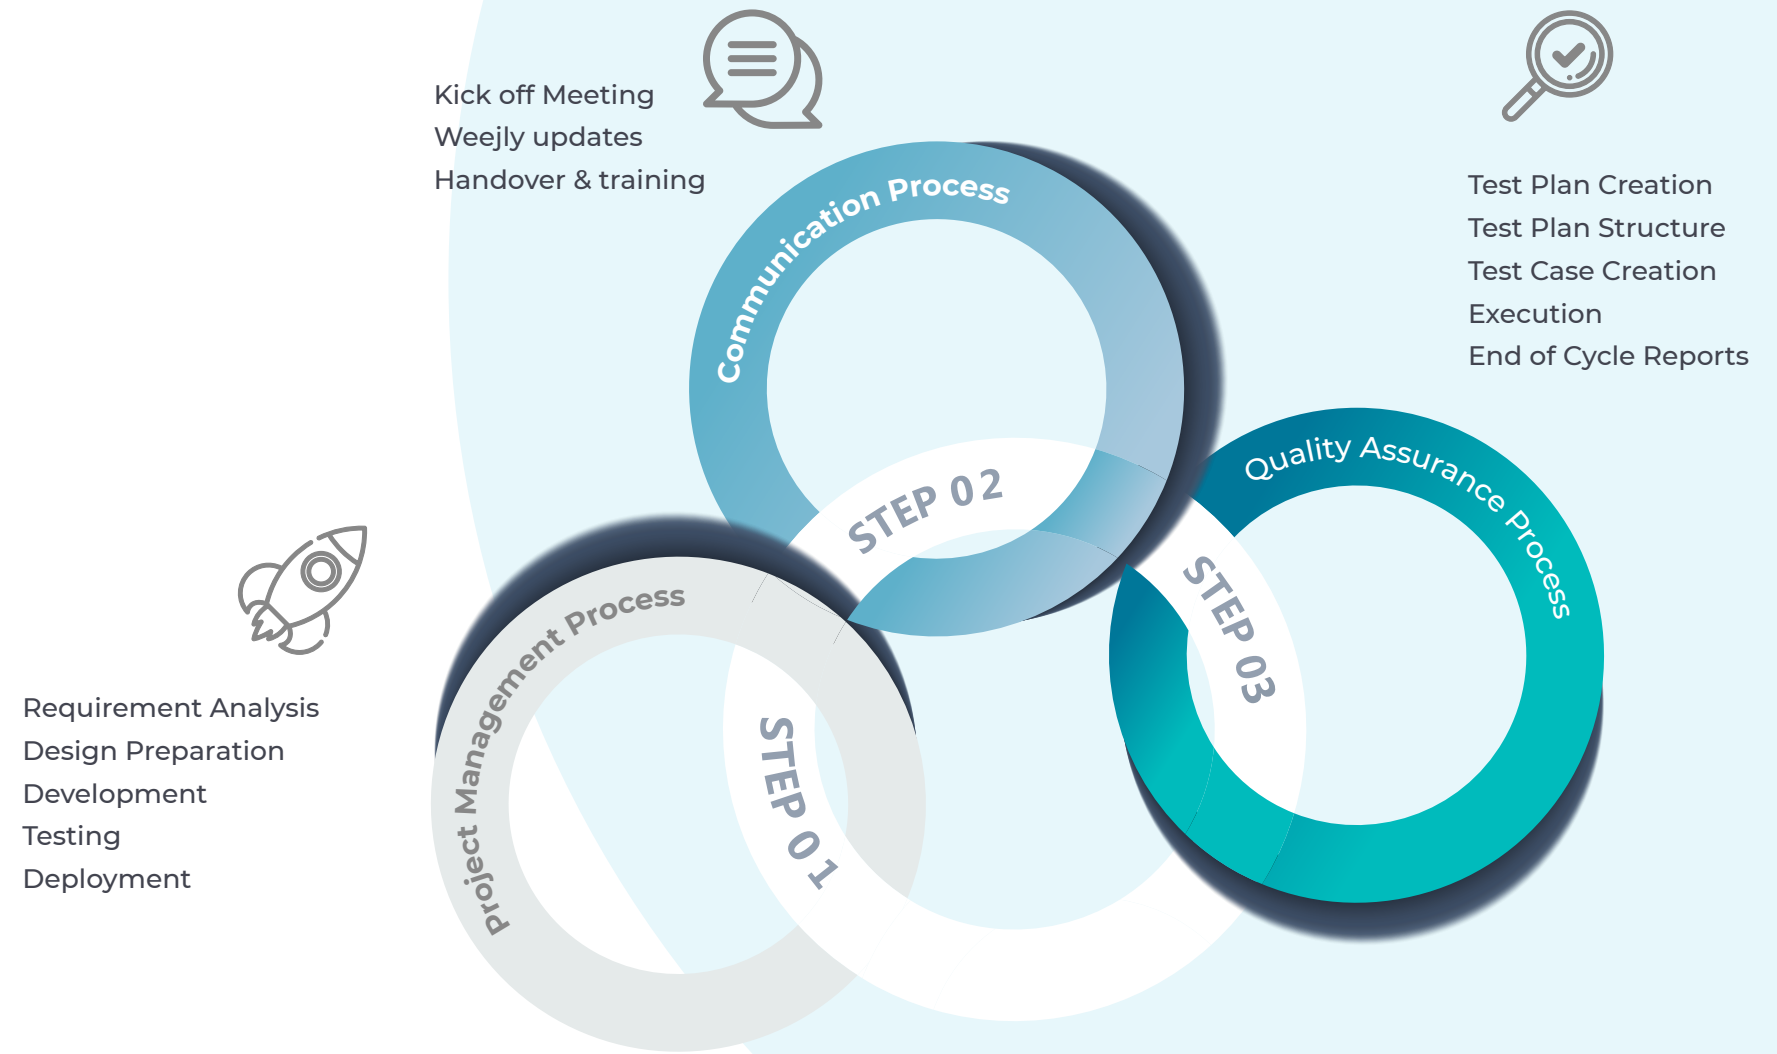 Kick off Meeting
Weejly updates
Handover & training
Communication Process
STEP 02
Test Plan Creation
Test Plan Structure
Test Case Creation
Execution
End of Cycle Reports
Quality Assurance Process
STEP 03
Requirement Analysis
Design Preparation
Development
Testing
Deployment
Project Management Process
STEP 01